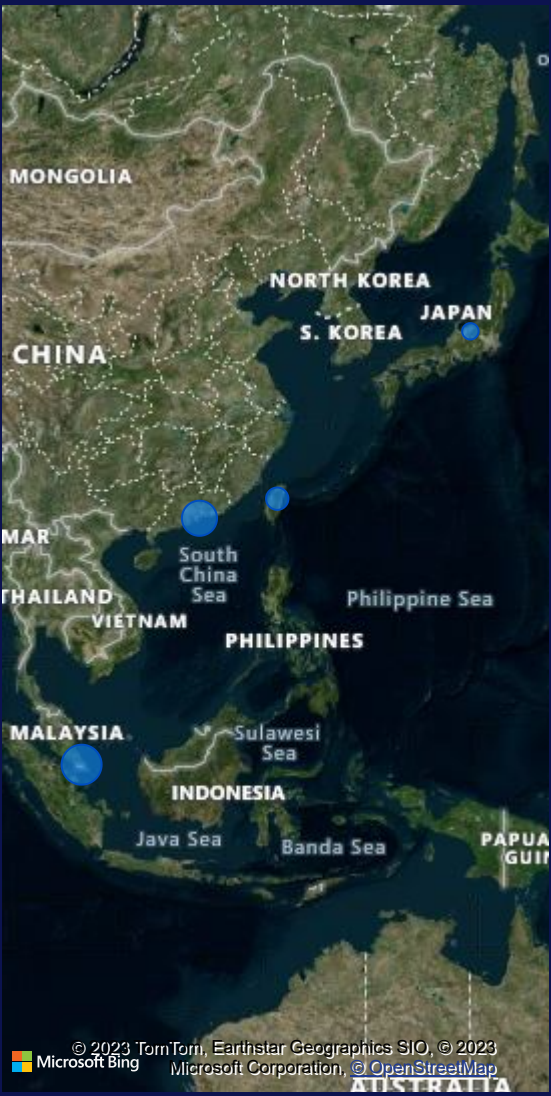 O
MONGOLIA
NORTH KOREA
JAPAN
S. KOREA
CHINA
MAR
South
China
Sea
THAILAND
Philippine Sea
VIETNAM
PHILIPPINES
MALAYSIA
Sulawesi
Sea
INDONESIA
Java Sea
Banda Sea
PAPUA
GUIN
© 2023 TomTom, Earthstar Geographics SIO, © 2023
Microsoft Corporation, © OpenStreetMap
Microsoft Bing
AUSTRALIA